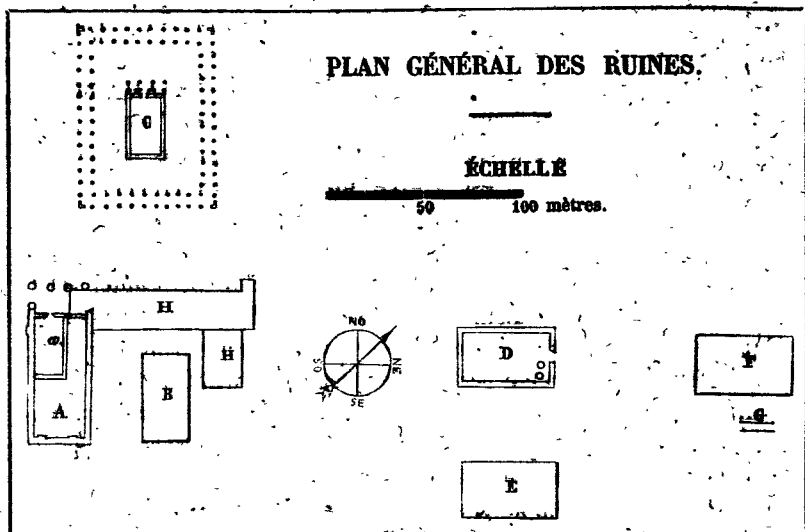 C
PLAN GÉNÉRAL DES RUINES.
ÉCHELLE
50 100 mètres.
H
a
H
A
B
NO
SO
NE
SE
D
F
G
E